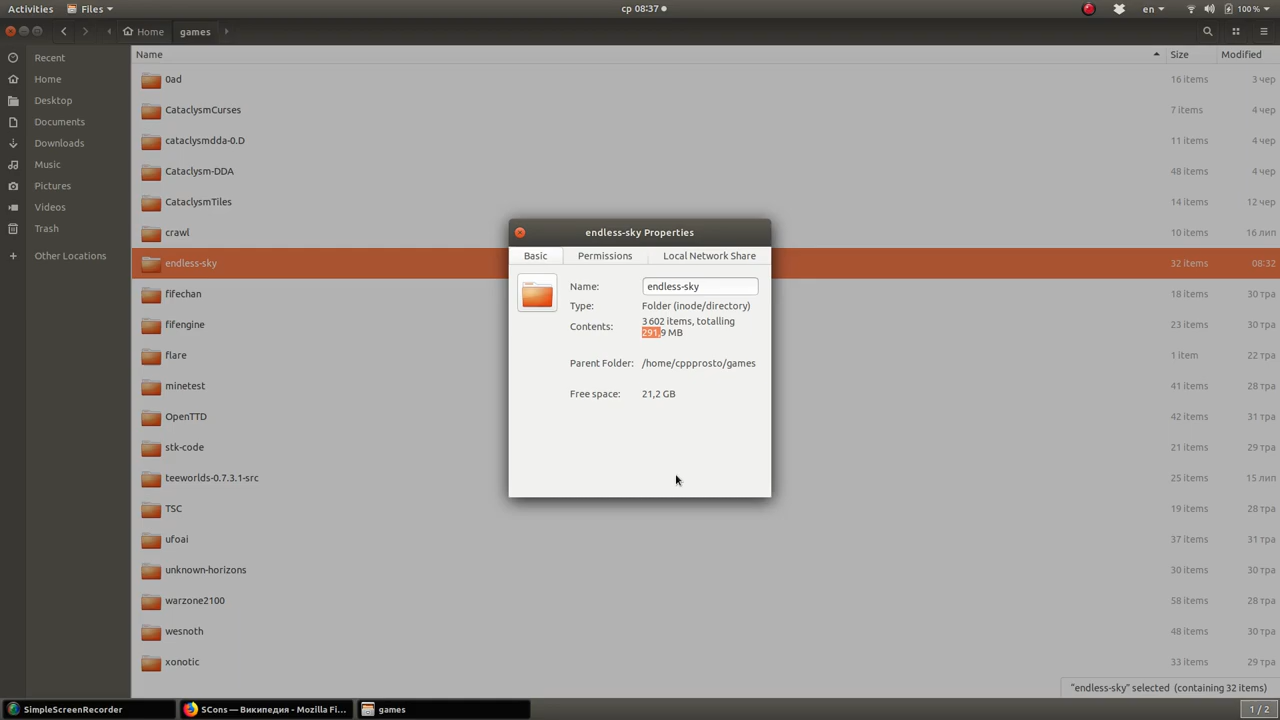 Activities Files ср 08:37 en 100 %
Home games
Name Size Modified
Recent
Home
Desktop
Documents
Downloads
Music
Pictures
Videos
Trash
Other Locations
0ad 16 items 3 чер
CataclysmCurses 7 items 4 чер
cataclysmdda-0.D 11 items 4 чер
Cataclysm-DDA 48 items 4 чер
CataclysmTiles 14 items 12 чер
crawl 10 items 16 лип
endless-sky 32 items 08:32
fifechan 18 items 30 тра
fifengine 23 items 30 тра
flare 1 item 22 тра
minetest 41 items 28 тра
OpenTTD 42 items 31 тра
stk-code 21 items 29 тра
teeworlds-0.7.3.1-src 25 items 15 лип
TSC 19 items 28 тра
ufoai 37 items 31 тра
unknown-horizons 30 items 30 тра
warzone2100 58 items 28 тра
wesnoth 48 items 30 тра
xonotic 33 items 29 тра
endless-sky Properties
Basic Permissions Local Network Share
Name: endless-sky
Type: Folder (inode/directory)
Contents: 3 602 items, totalling
291,9 MB
Parent Folder: /home/cppprosto/games
Free space: 21,2 GB
"endless-sky" selected (containing 32 items)
SimpleScreenRecorder SCons — Википедия - Mozilla Fi... games 1 / 2